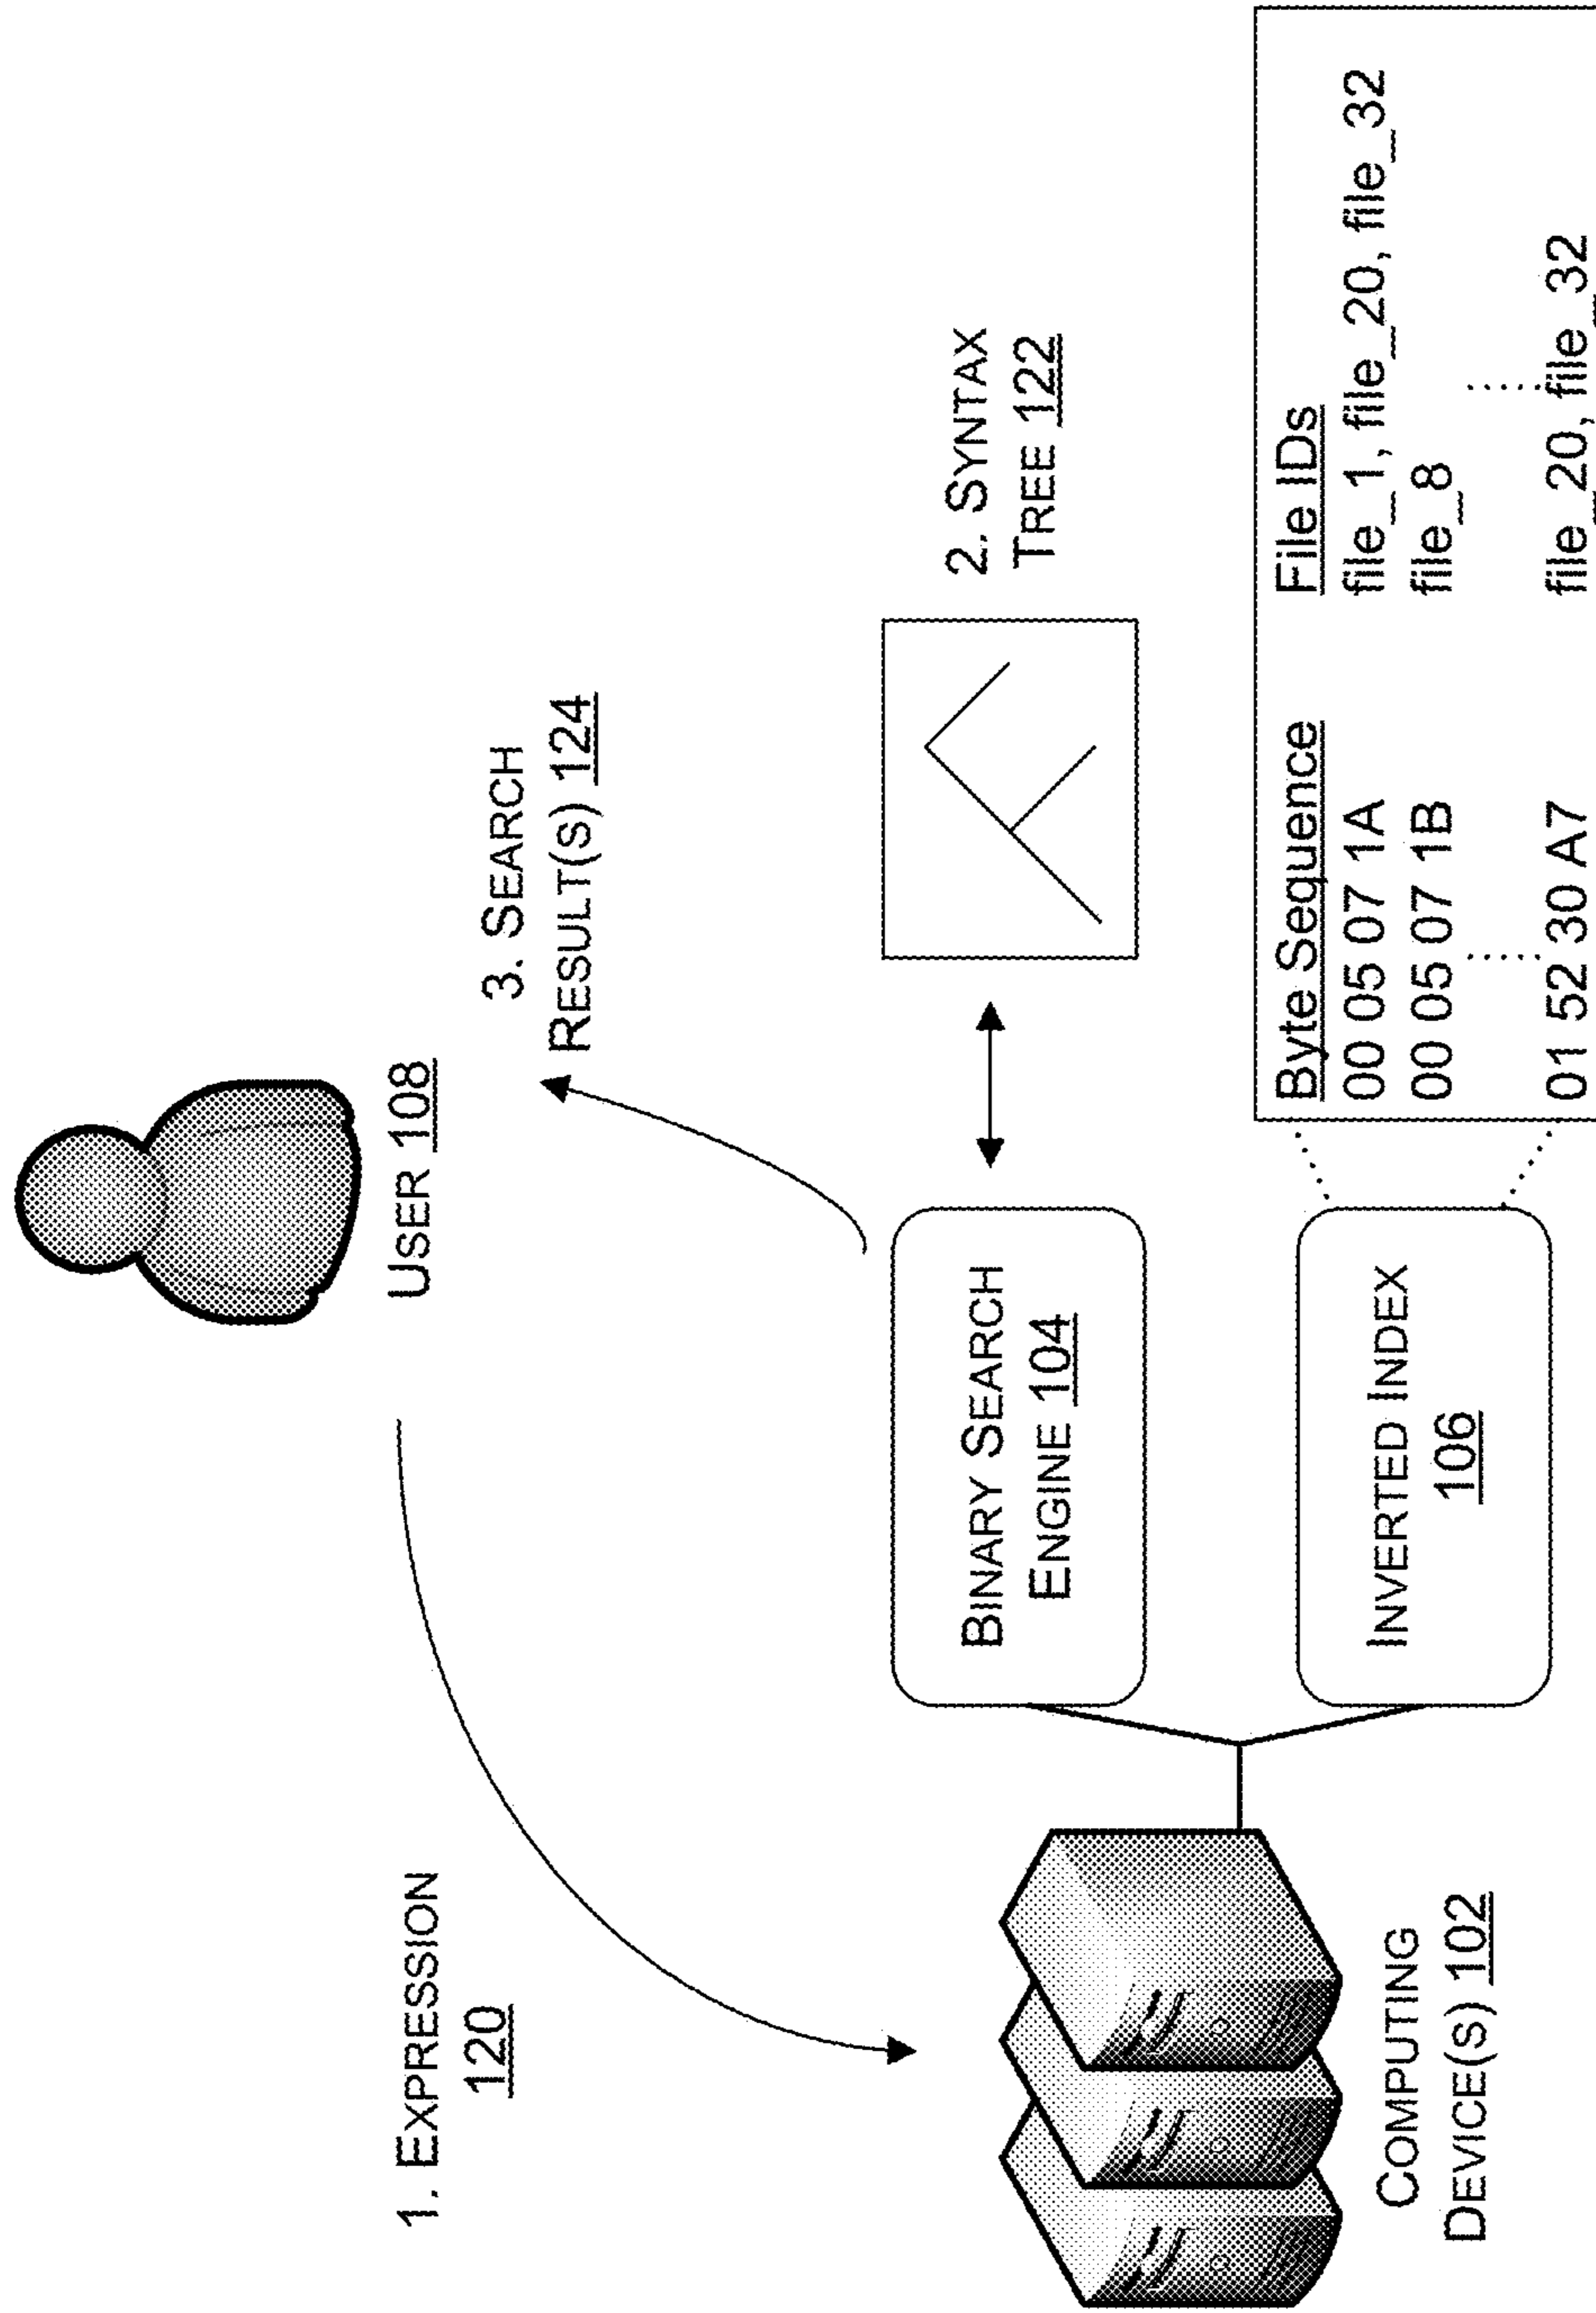 USER 108
1. EXPRESSION
120
3. SEARCH
RESULT(S) 124
BINARY SEARCH
ENGINE 104
2. SYNTAX
TREE 122
COMPUTING
DEVICE(S) 102
INVERTED INDEX
106
Byte Sequence File IDs
00 05 07 1A file_1, file_20, file_32
00 05 07 1B file_8
01 52 30 A7 file_20, file_32